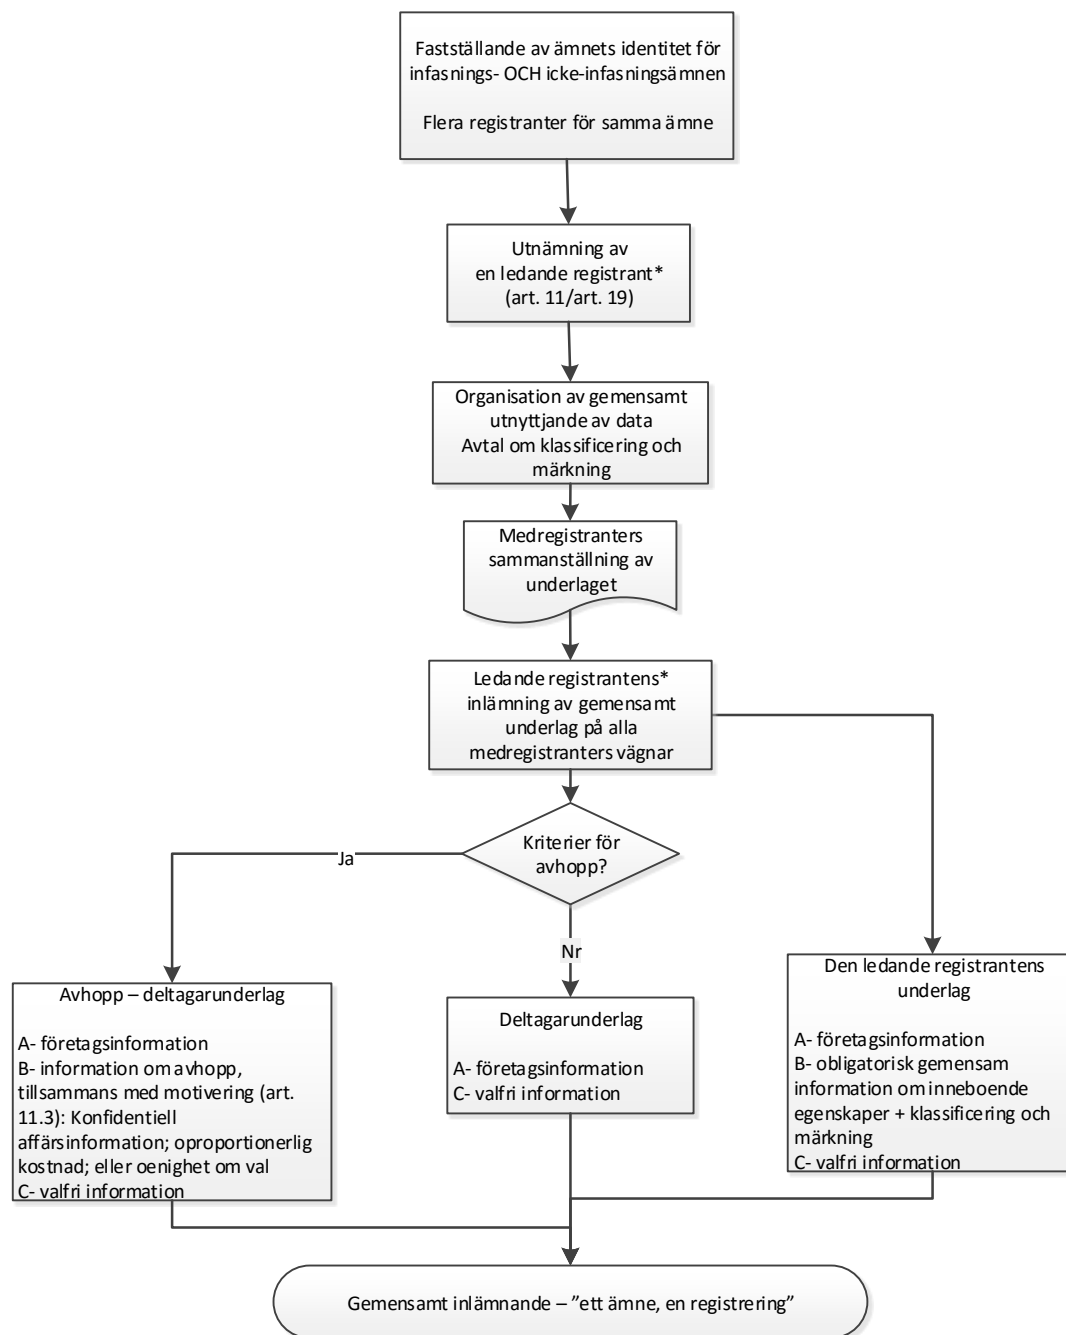 Fastställande av ämnets identitet för
infasnings- OCH icke-infasningsämnen
Flera registranter för samma ämne
Utnämning av
en ledande registrant*
(art. 11/art. 19)
Organisation av gemensamt
utnyttjande av data
Avtal om klassificering och
märkning
Medregistranters
sammanställning av
underlaget
Ledande registrantens*
inlämning av gemensamt
underlag på alla
medregistranters vägnar
Kriterier för
avhopp?
Ja
Nr
Avhopp – deltagarunderlag
A- företagsinformation
B- information om avhopp,
tillsammans med motivering (art.
11.3): Konfidentiell
affärsinformation; oproportionerlig
kostnad; eller oenighet om val
C- valfri information
Deltagarunderlag
A- företagsinformation
C- valfri information
Den ledande registrantens
underlag
A- företagsinformation
B- obligatorisk gemensam
information om inneboende
egenskaper + klassificering och
märkning
C- valfri information
Gemensamt inlämnande – ”ett ämne, en registrering”